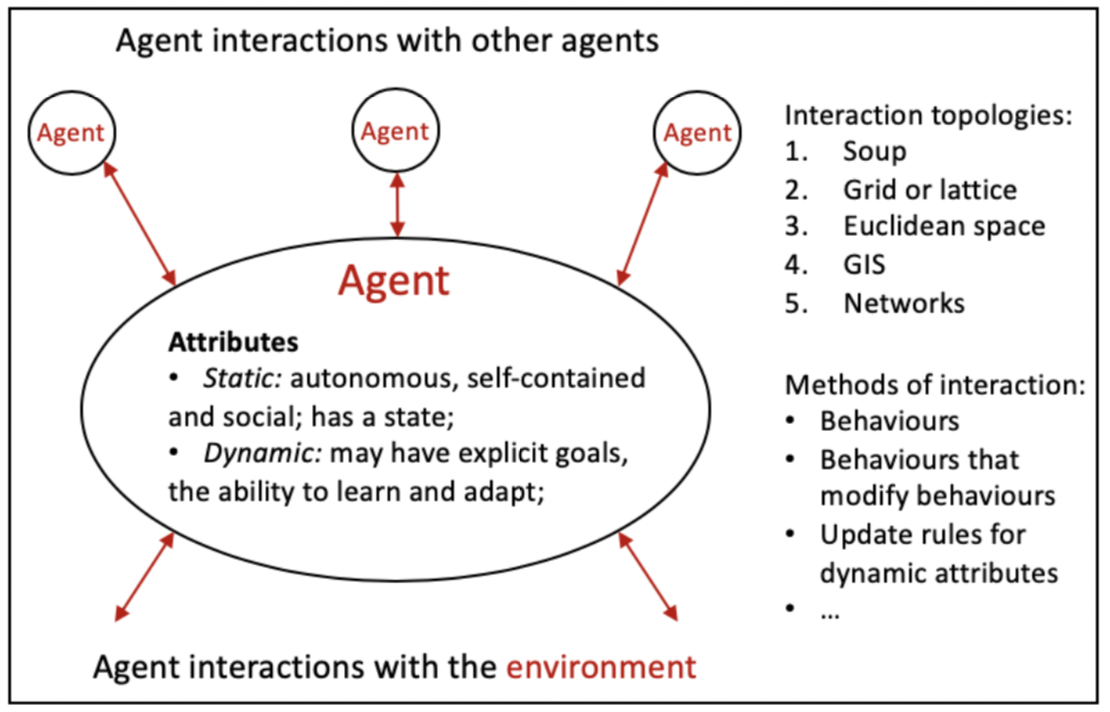 Agent interactions with other agents
Agent
Agent
Agent
Agent
Attributes
• Static: autonomous, self-contained
and social; has a state;
• Dynamic: may have explicit goals,
the ability to learn and adapt;
Agent interactions with the environment
Interaction topologies:
1. Soup
2. Grid or lattice
3. Euclidean space
4. GIS
5. Networks
Methods of interaction:
• Behaviours
• Behaviours that
modify behaviours
• Update rules for
dynamic attributes
• ...